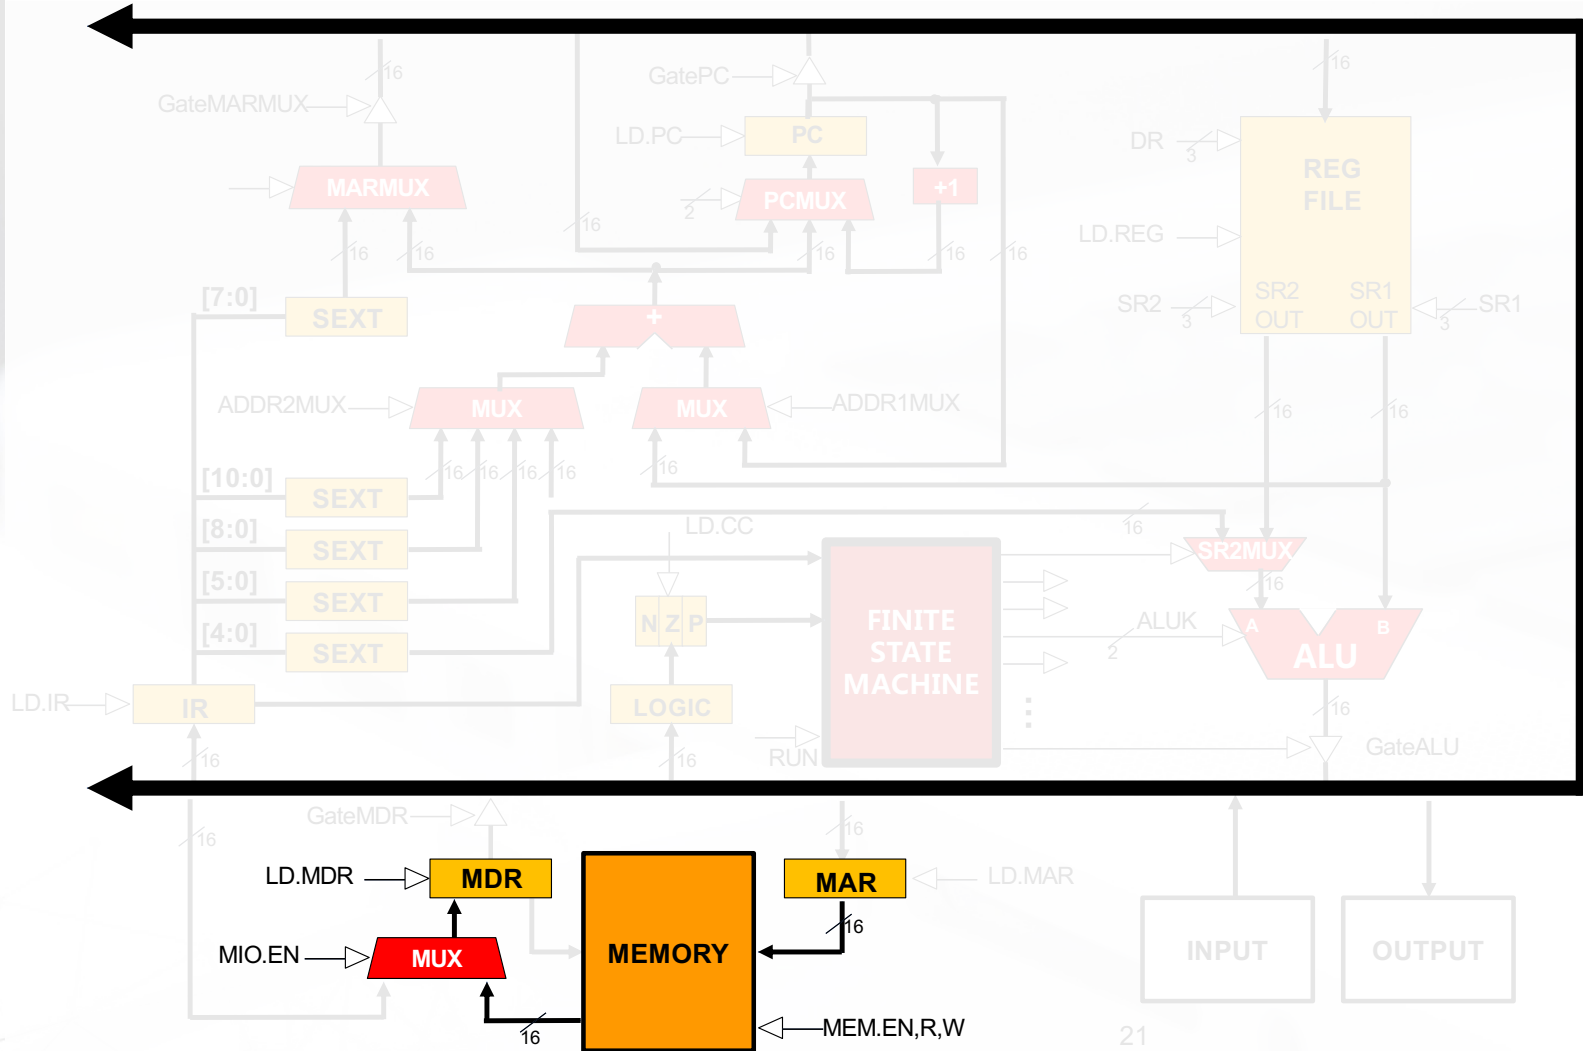 16
GatePC
16
GateMARMUX
LD.PC
PC
DR
3
REG
FILE
MARMUX
PCMUX
2
+1
16
LD.REG
16
16
16
16
16
[7:0]
SEXT
+
SR2
3
SR2
OUT
SR1
OUT
3
SR1
ADDR2MUX
MUX
MUX
ADDR1MUX
16
16
[10:0]
SEXT
16
16
16
16
16
[8:0]
SEXT
LD.CC
16
SR2MUX
16
[5:0]
SEXT
N Z P
FINITE
STATE
MACHINE
ALUK
2
A
B
ALU
[4:0]
SEXT
LD.IR
IR
LOGIC
16
16
16
RUN
GateALU
GateMDR
16
16
LD.MDR
MDR
MAR
LD.MAR
16
MIO.EN
MUX
MEMORY
INPUT
OUTPUT
16
MEM.EN,R,W
21